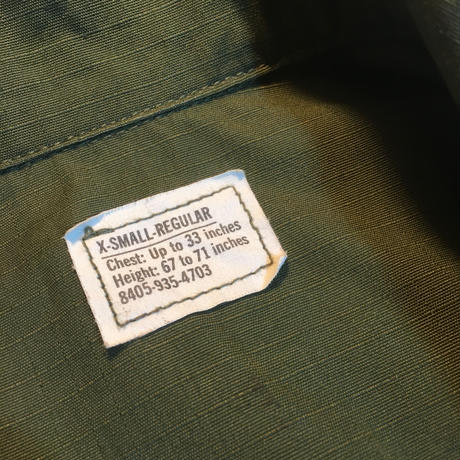 X-SMALL-REGULAR
Chest: Up to 33 inches
Height: 67 to 71 inches
8405-935-4703